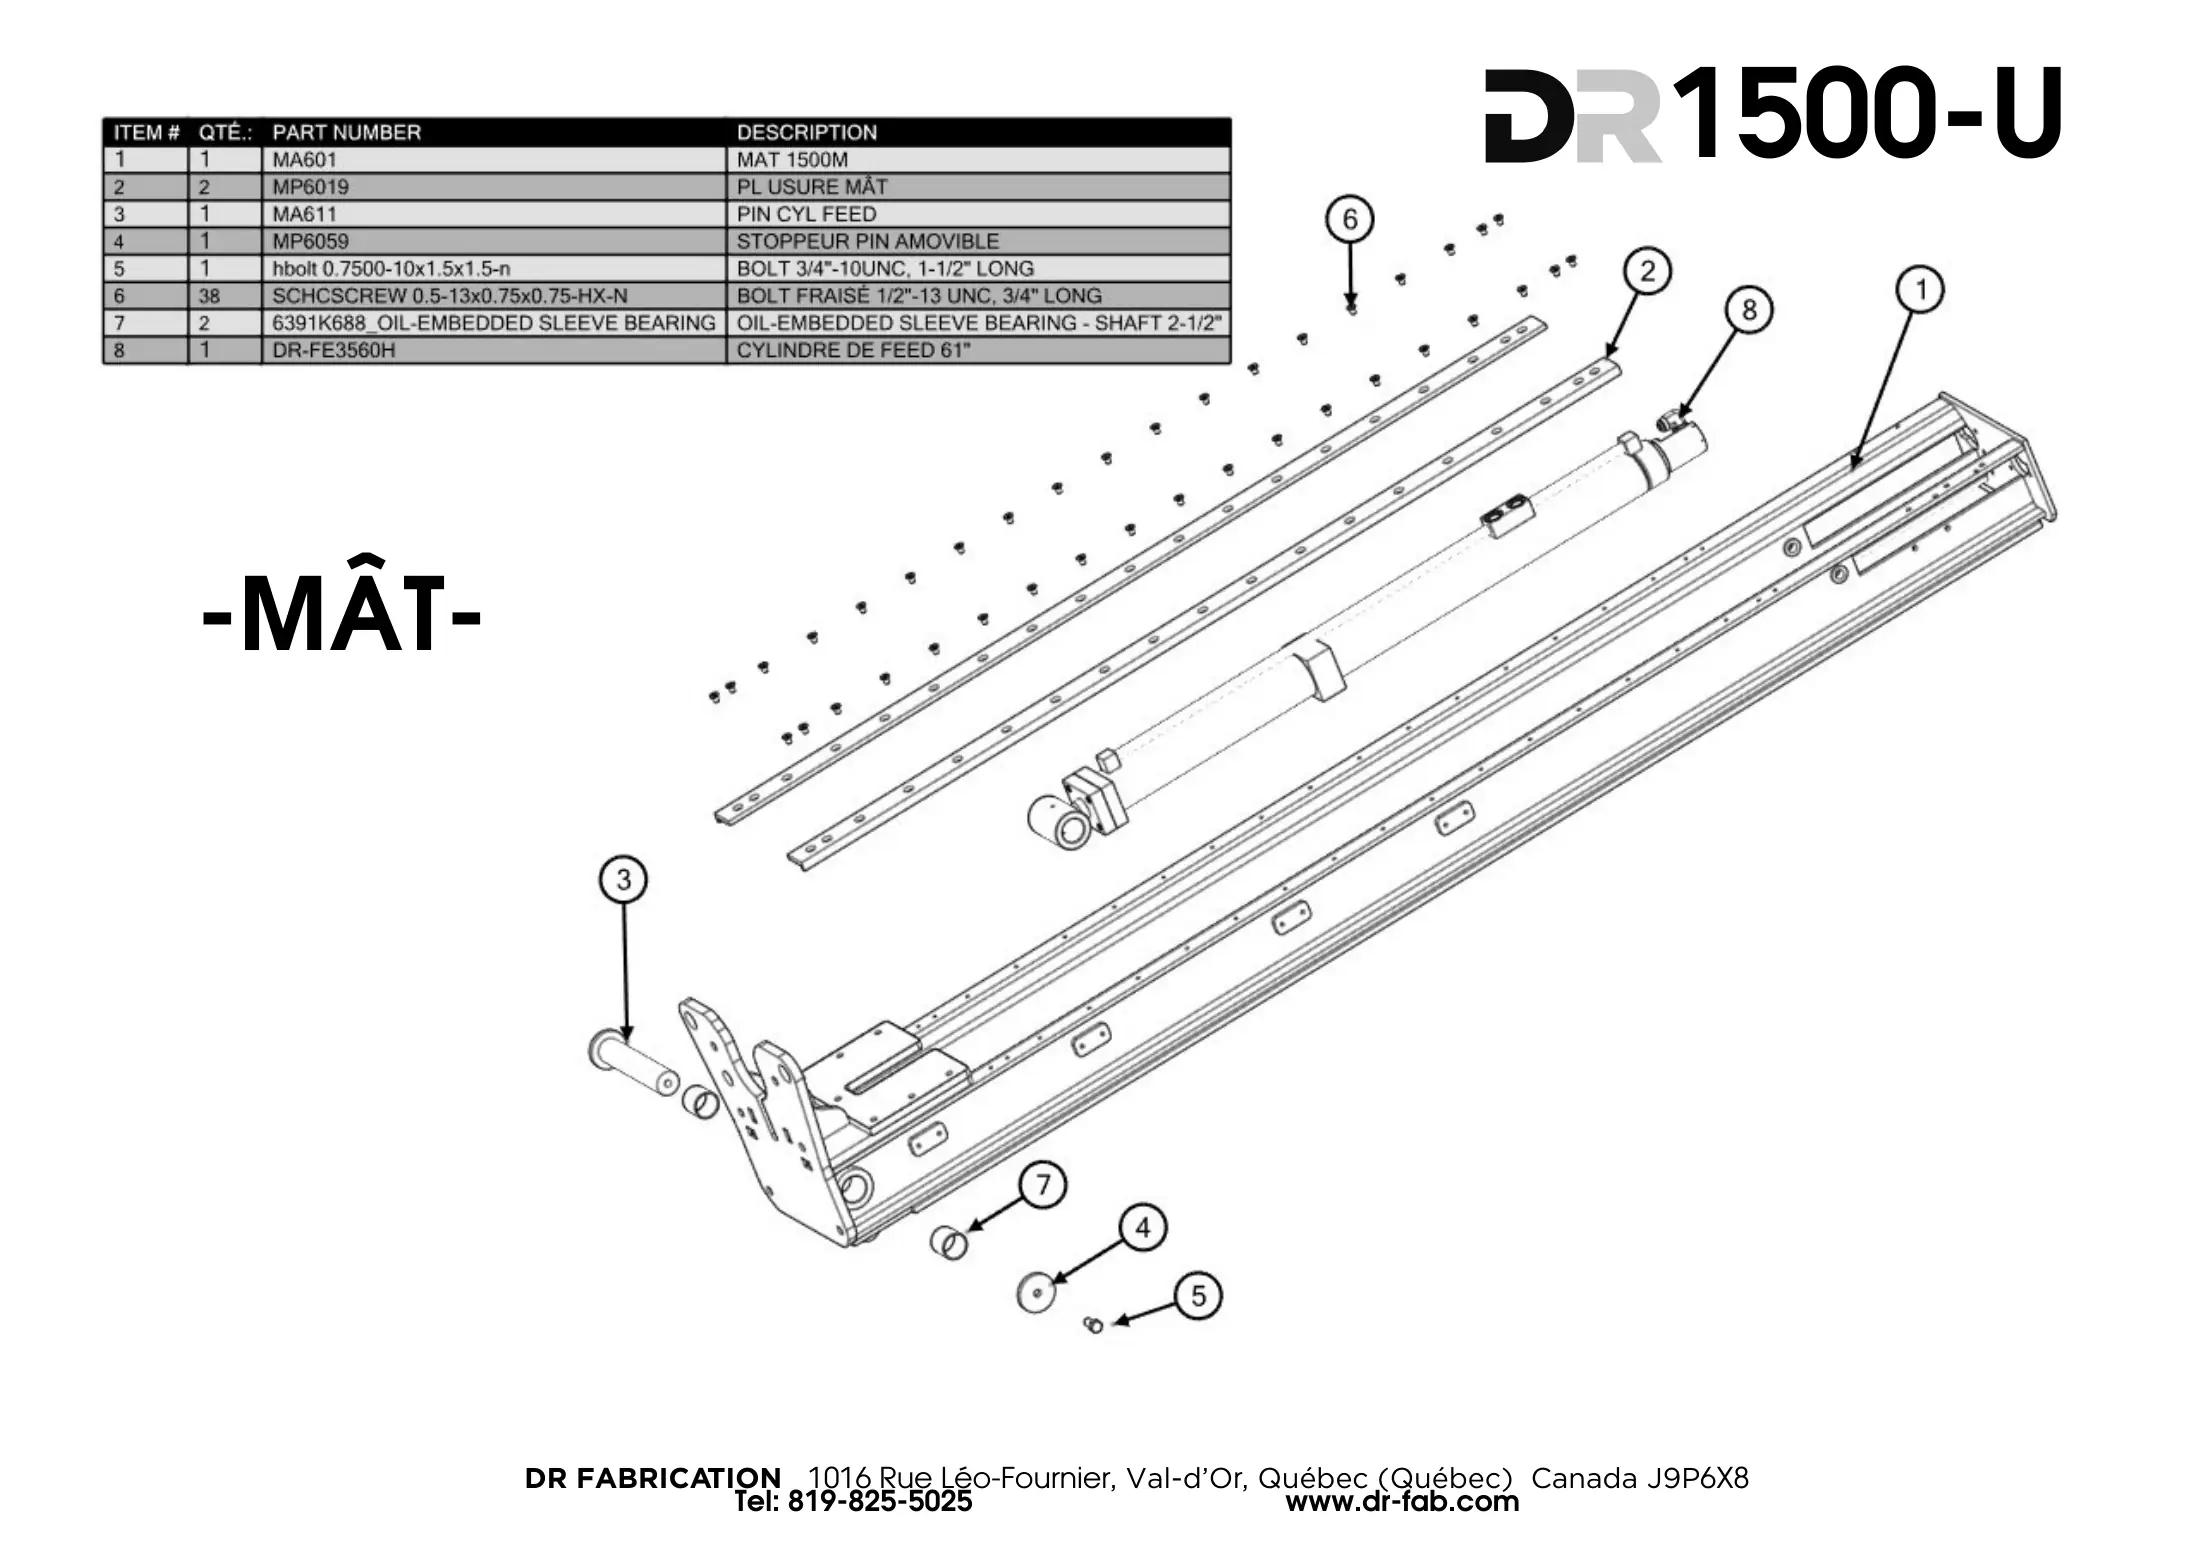 DR1500-U
ITEM # QTÉ.: PART NUMBER DESCRIPTION
1 1 MA601 MAT 1500M
2 2 MP6019 PL USURE MÂT
3 1 MA611 PIN CYL FEED
4 1 MP6059 STOPPEUR PIN AMOVIBLE
5 1 hbolt 0.7500-10x1.5x1.5-n BOLT 3/4"-10UNC, 1-1/2" LONG
6 38 SCHCSCREW 0.5-13x0.75x0.75-HX-N BOLT FRAISÉ 1/2"-13 UNC, 3/4" LONG
7 2 6391K688_OIL-EMBEDDED SLEEVE BEARING OIL-EMBEDDED SLEEVE BEARING - SHAFT 2-1/2"
8 1 DR-FE3560H CYLINDRE DE FEED 61"
6
2
1
8
-MÂT-
3
7
4
5
DR FABRICATION 1016 Rue Léo-Fournier, Val-d'Or, Québec (Québec) Canada J9P6X8
Tel: 819-825-5025 www.dr-fab.com